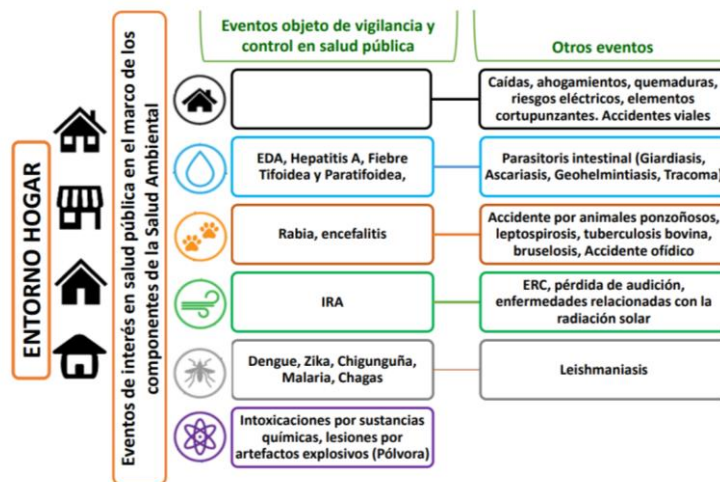 ENTORNO HOGAR
Eventos de interés en salud pública en el marco de los
componentes de la Salud Ambiental
Eventos objeto de vigilancia y
control en salud pública
Otros eventos
Caídas, ahogamientos, quemaduras,
riesgos eléctricos, elementos
cortupunzantes. Accidentes viales
EDA, Hepatitis A, Fiebre
Tifoidea y Paratifoidea,
Parasitoris intestinal (Giardiasis,
Ascariasis, Geohelmintiasis, Tracoma)
Rabia, encefalitis
Accidente por animales ponzoñosos,
leptospirosis, tuberculosis bovina,
bruselosis, Accidente ofídico
IRA
ERC, pérdida de audición,
enfermedades relacionadas con la
radiación solar
Dengue, Zika, Chigunguña,
Malaria, Chagas
Leishmaniasis
Intoxicaciones por sustancias
químicas, lesiones por
artefactos explosivos (Pólvora)